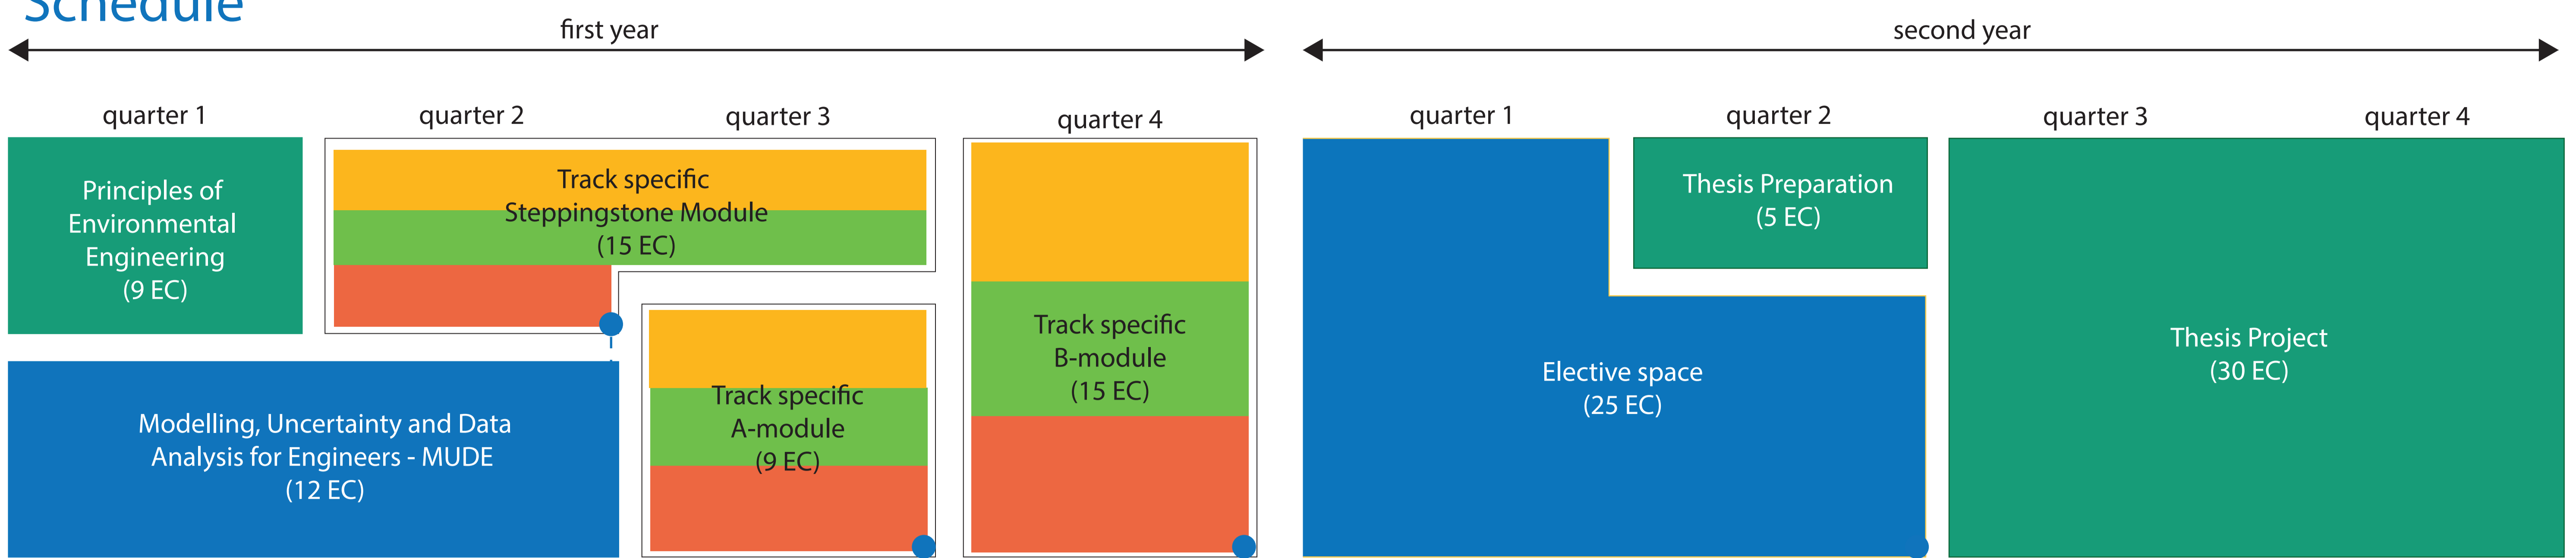 Schedule
first year
second year
quarter 1
quarter 2
quarter 3
quarter 4
quarter 1
quarter 2
quarter 3
quarter 4
Principles of
Environmental
Engineering
(9 EC)
Track specific
Steppingstone Module
(15 EC)
Modelling, Uncertainty and Data
Analysis for Engineers - MUDE
(12 EC)
Track specific
A-module
(9 EC)
Track specific
B-module
(15 EC)
Elective space
(25 EC)
Thesis Preparation
(5 EC)
Thesis Project
(30 EC)